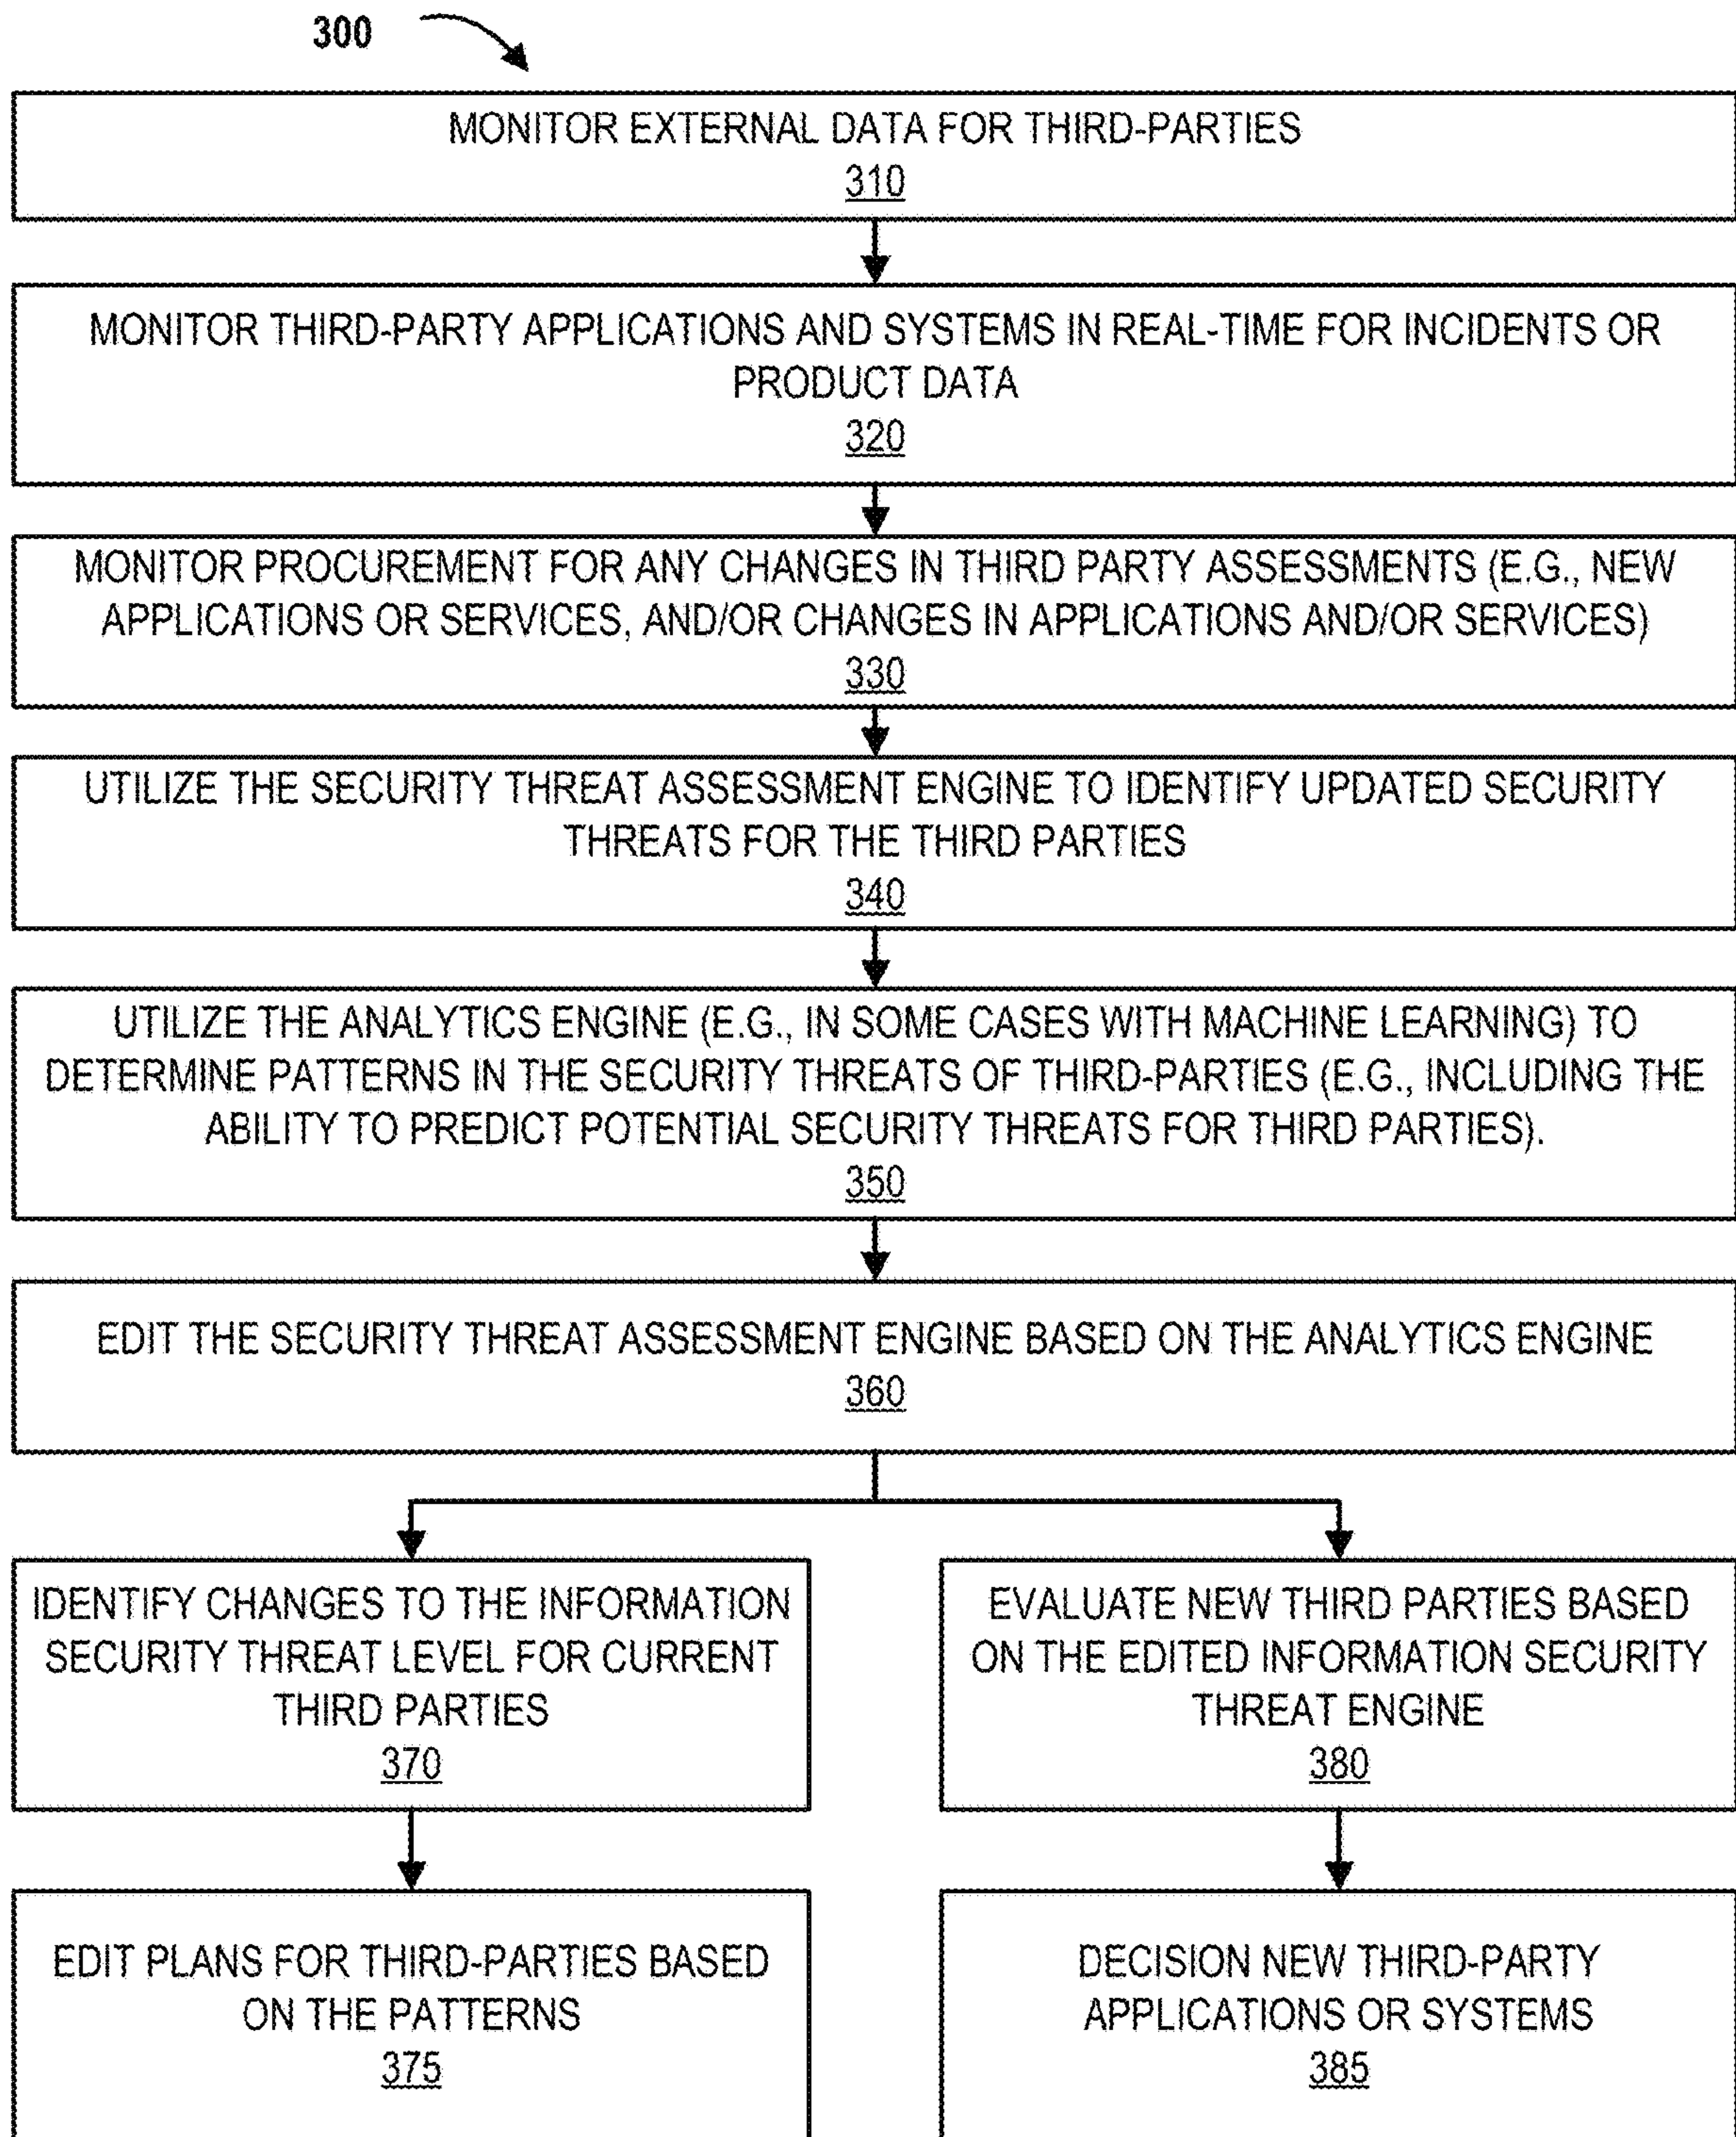 300
MONITOR EXTERNAL DATA FOR THIRD-PARTIES
310
MONITOR THIRD-PARTY APPLICATIONS AND SYSTEMS IN REAL-TIME FOR INCIDENTS OR
PRODUCT DATA
320
MONITOR PROCUREMENT FOR ANY CHANGES IN THIRD PARTY ASSESSMENTS (E.G., NEW
APPLICATIONS OR SERVICES, AND/OR CHANGES IN APPLICATIONS AND/OR SERVICES)
330
UTILIZE THE SECURITY THREAT ASSESSMENT ENGINE TO IDENTIFY UPDATED SECURITY
THREATS FOR THE THIRD PARTIES
340
UTILIZE THE ANALYTICS ENGINE (E.G., IN SOME CASES WITH MACHINE LEARNING) TO
DETERMINE PATTERNS IN THE SECURITY THREATS OF THIRD-PARTIES (E.G., INCLUDING THE
ABILITY TO PREDICT POTENTIAL SECURITY THREATS FOR THIRD PARTIES).
350
EDIT THE SECURITY THREAT ASSESSMENT ENGINE BASED ON THE ANALYTICS ENGINE
360
IDENTIFY CHANGES TO THE INFORMATION
SECURITY THREAT LEVEL FOR CURRENT
THIRD PARTIES
370
EVALUATE NEW THIRD PARTIES BASED
ON THE EDITED INFORMATION SECURITY
THREAT ENGINE
380
EDIT PLANS FOR THIRD-PARTIES BASED
ON THE PATTERNS
375
DECISION NEW THIRD-PARTY
APPLICATIONS OR SYSTEMS
385